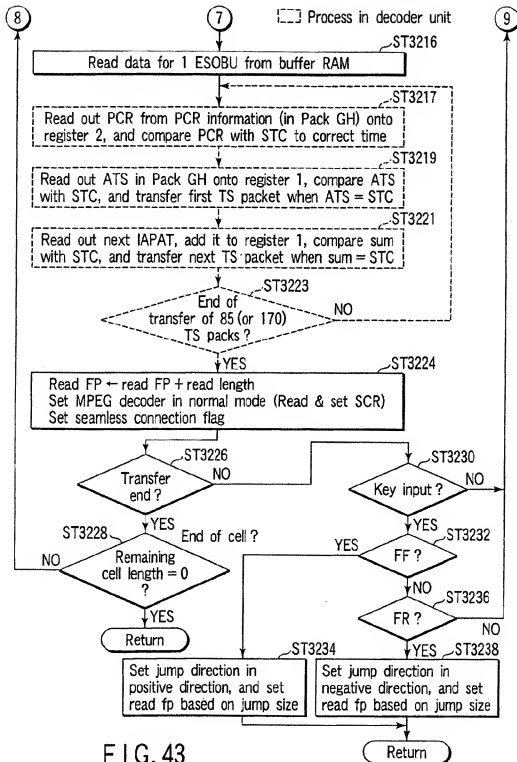 8
7
Process in decoder unit
9
ST3216
Read data for 1 ESOBU from buffer RAM
ST3217
Read out PCR from PCR information (in Pack GH) onto
register 2, and compare PCR with STC to correct time
ST3219
Read out ATS in Pack GH onto register 1, compare ATS
with STC, and transfer first TS packet when ATS = STC
ST3221
Read out next IAPAT, add it to register 1, compare sum
with STC, and transfer next TS packet when sum = STC
ST3223
End of
transfer of 85 (or 170)
TS packs ?
NO
YES
ST3224
Read FP ← read FP + read length
Set MPEG decoder in normal mode (Read & set SCR)
Set seamless connection flag
ST3226
Transfer
end ?
NO
YES
ST3230
Key input ?
NO
YES
ST3228
End of cell ?
NO
Remaining
cell length = 0
?
YES
Return
ST3232
YES
FF ?
NO
ST3236
FR ?
NO
YES
ST3234
Set jump direction in
positive direction, and set
read fp based on jump size
ST3238
Set jump direction in
negative direction, and set
read fp based on jump size
Return
FIG. 43